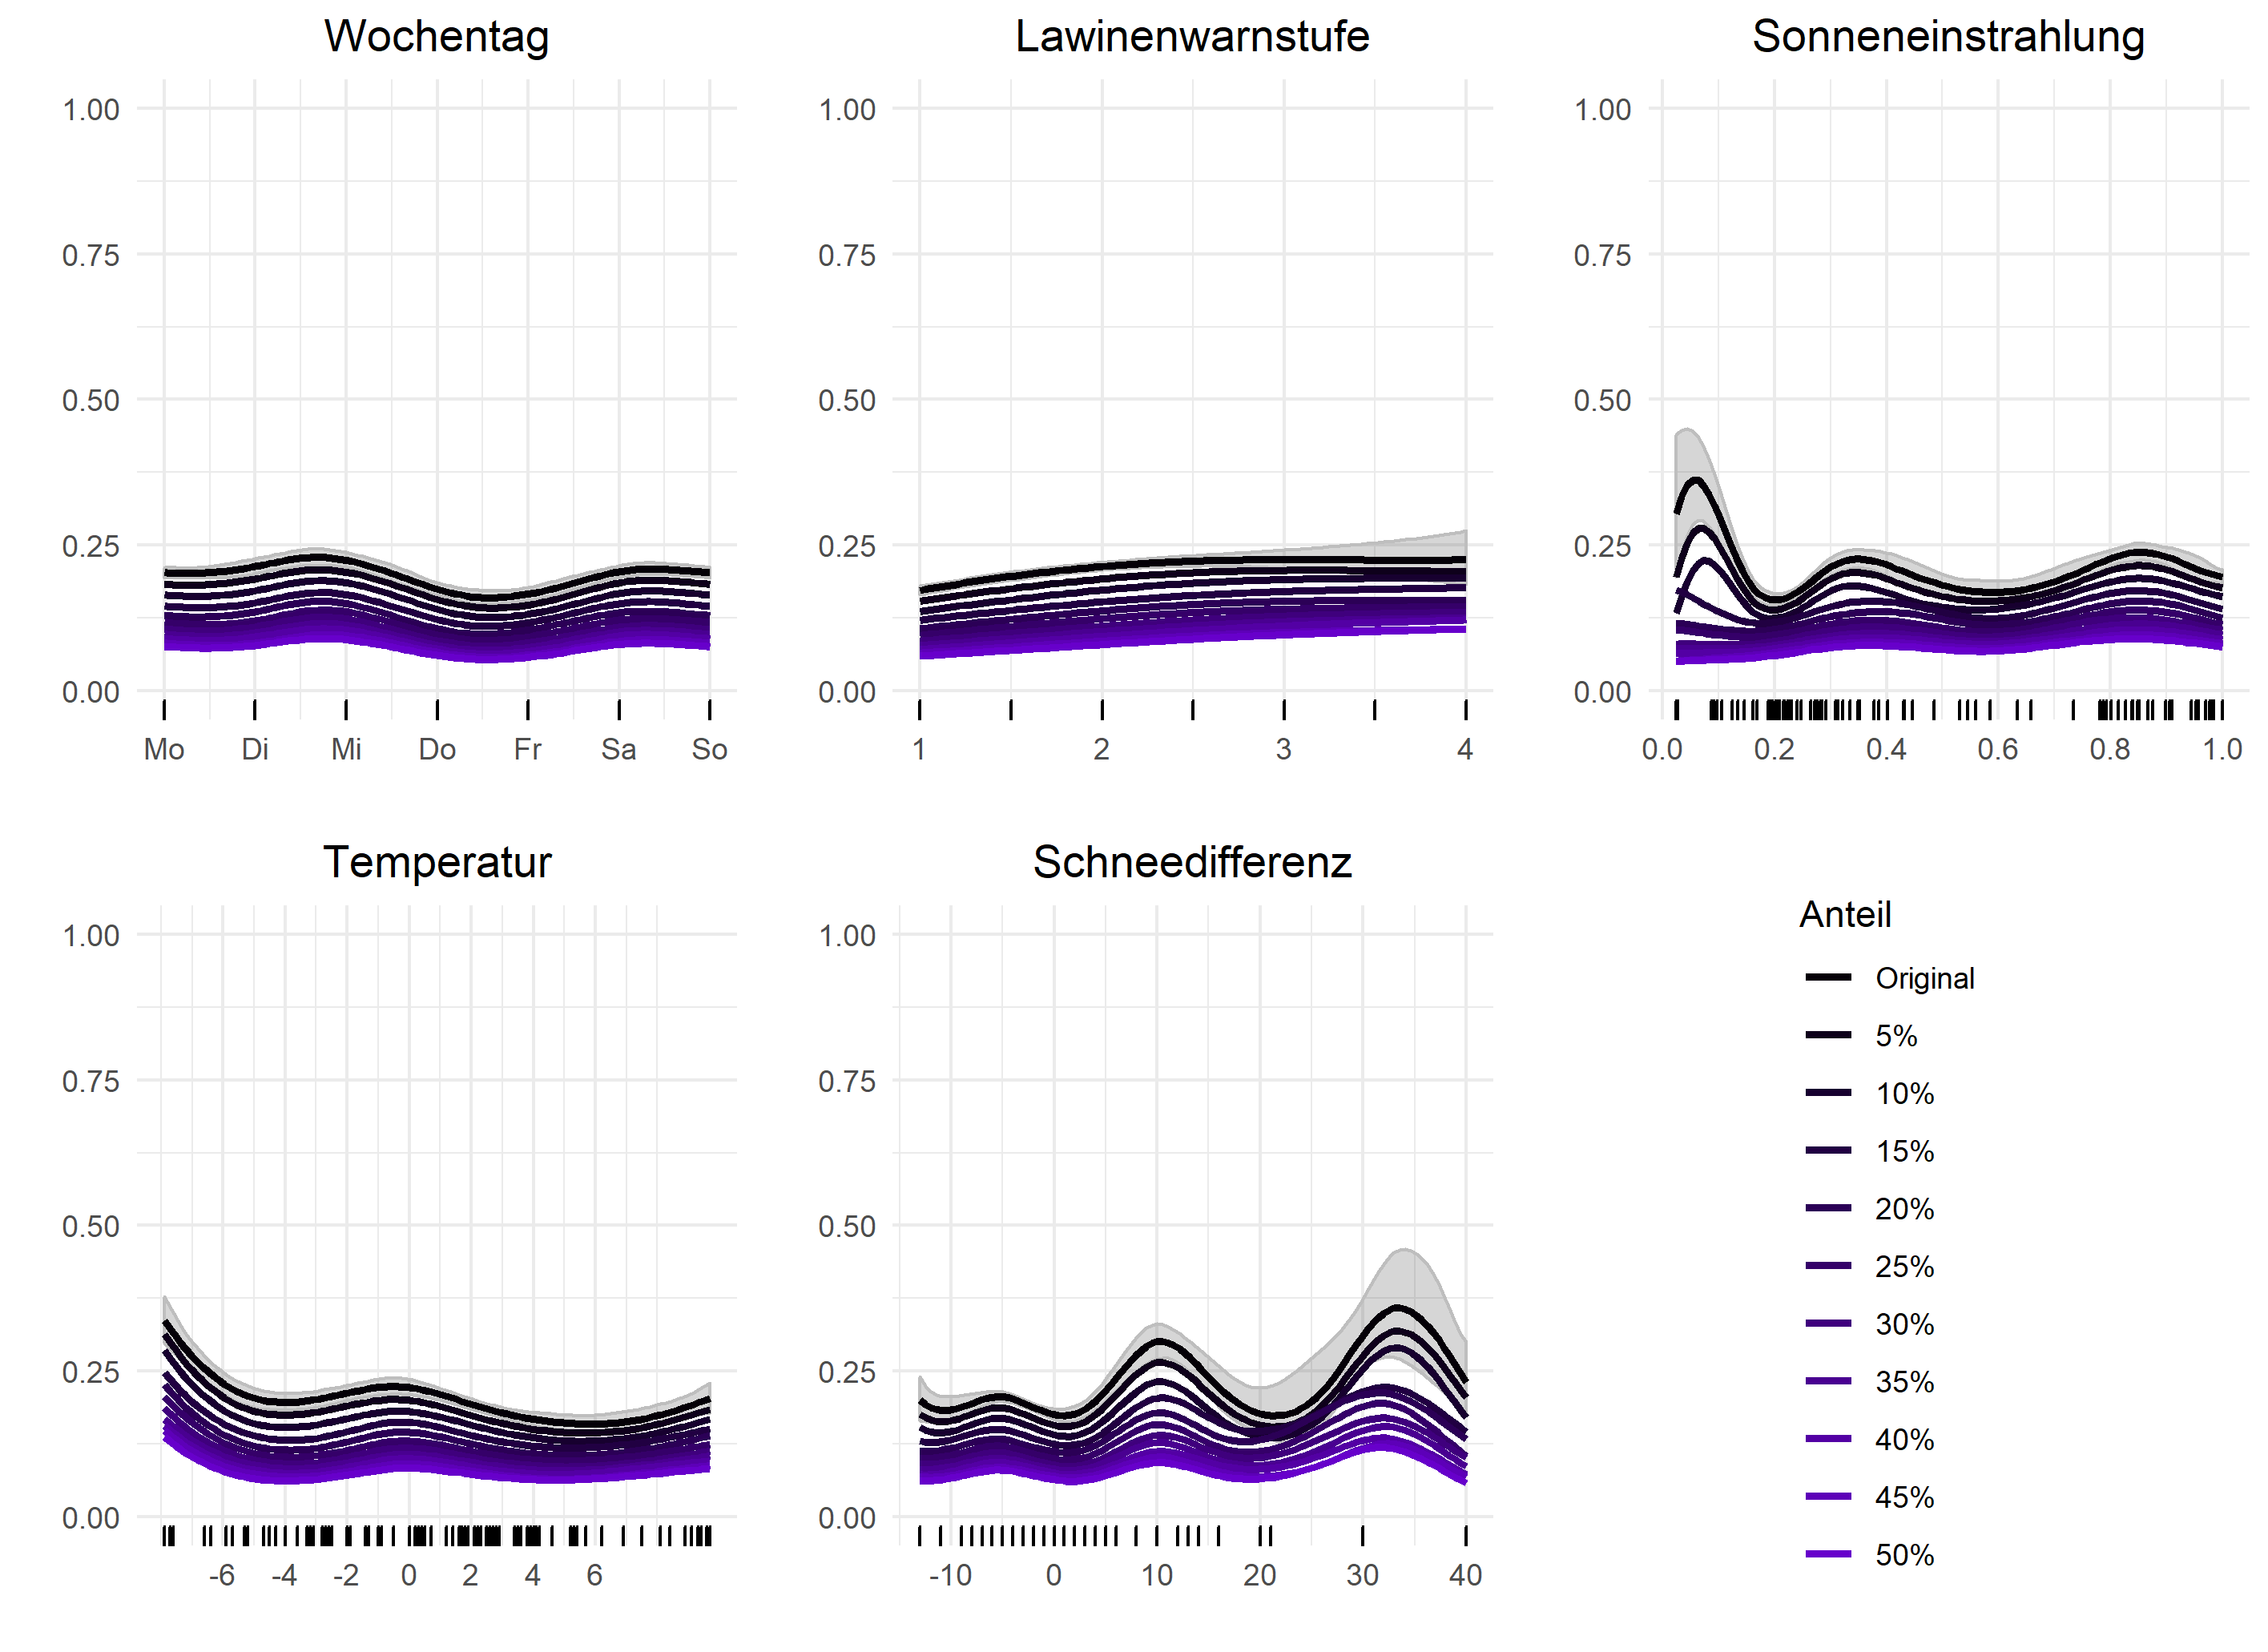 Wochentag
Lawinenwarnstufe
Sonneneinstrahlung
1.00
0.75
0.50
0.25
0.00
Mo Di Mi Do Fr Sa So
1.00
0.75
0.50
0.25
0.00
1 2 3 4
1.00
0.75
0.50
0.25
0.00
0.0 0.2 0.4 0.6 0.8 1.0
Temperatur
Schneedifferenz
1.00
0.75
0.50
0.25
0.00
-6 -4 -2 0 2 4 6
1.00
0.75
0.50
0.25
0.00
-10 0 10 20 30 40
Anteil
Original
5%
10%
15%
20%
25%
30%
35%
40%
45%
50%